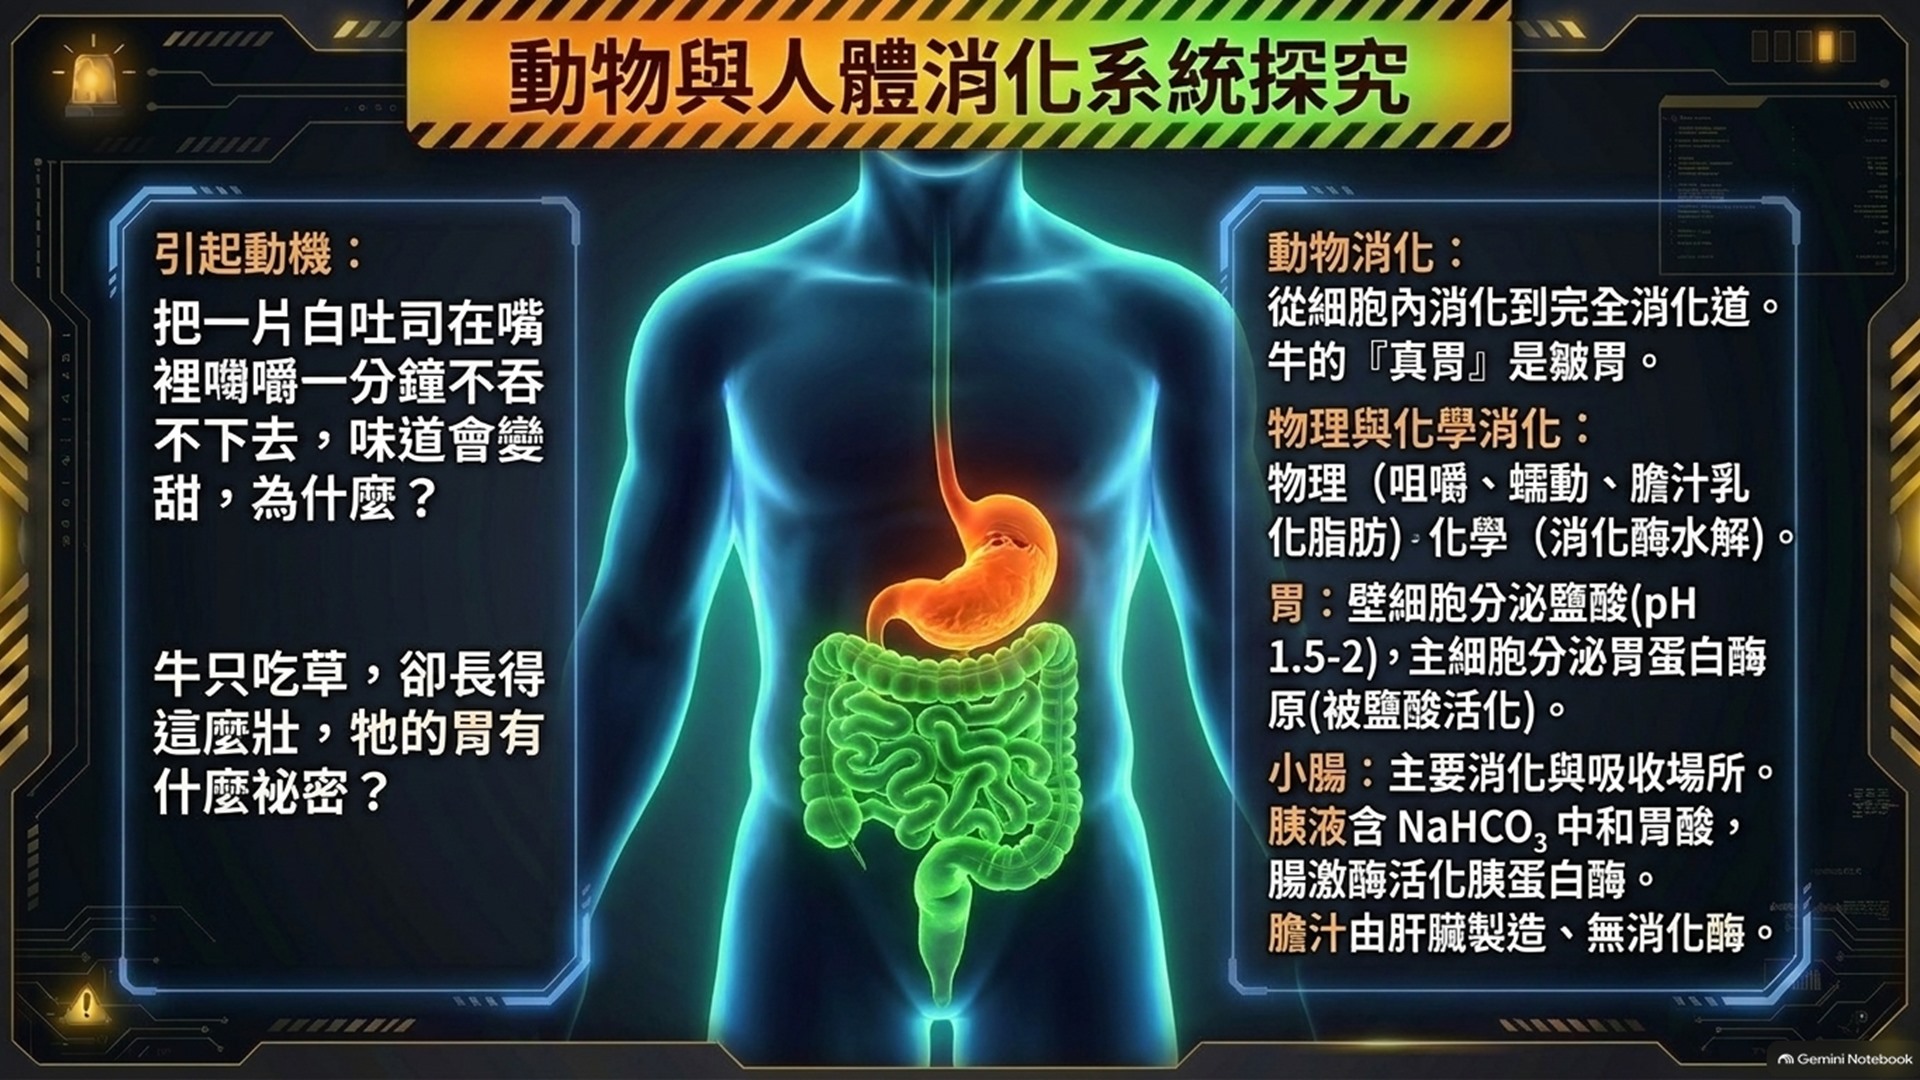 動物與人體消化系統探究
引起動機：
把一片白吐司在嘴
裡嚼一分鐘不吞
不下去，味道會變
甜，為什麼？
牛只吃草，卻長得
這麼壯，牠的胃有
什麼祕密？
動物消化：
從細胞內消化到完全消化道。
牛的『真胃』是皺胃。
物理與化學消化：
物理（咀嚼、蠕動、膽汁乳
化脂肪)，化學（消化酶水解)。
胃：壁細胞分泌鹽酸(pH
1.5-2)，主細胞分泌胃蛋白酶
原(被鹽酸活化)。
小腸：主要消化與吸收場所。
胰液含 NaHCO₃ 中和胃酸，
腸激酶活化胰蛋白酶。
膽汁由肝臟製造、無消化酶。
Gemini Notebook